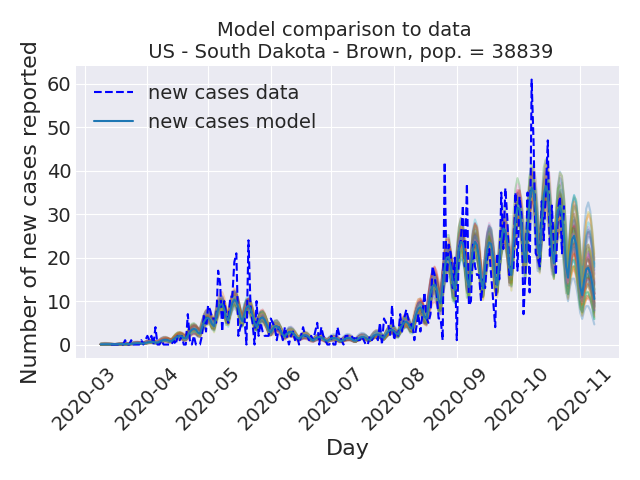 Model comparison to data
US - South Dakota - Brown, pop. = 38839
Number of new cases reported
60
50
40
30
20
10
0
new cases data
new cases model
2020-03
2020-04
2020-05
2020-06
2020-07
2020-08
2020-09
2020-10
2020-11
Day